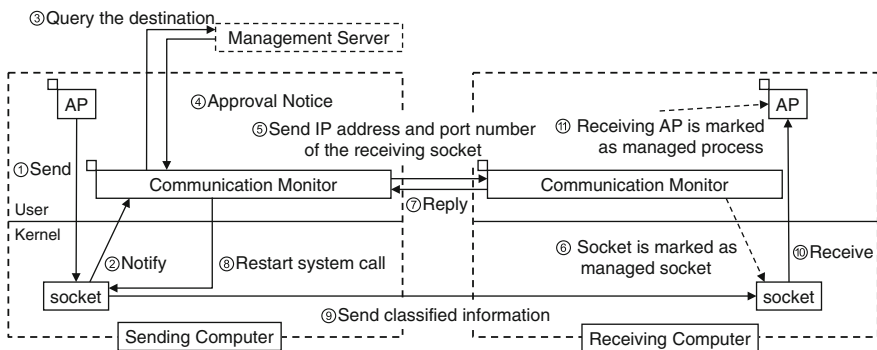 ③Query the destination
Management Server
AP
④Approval Notice
⑤Send IP address and port number
of the receiving socket
AP
⑪ Receiving AP is marked
as managed process
①Send
Communication Monitor
Communication Monitor
⑦Reply
User
Kernel
②Notify
⑧Restart system call
⑥ Socket is marked as
managed socket
⑩Receive
socket
socket
⑨Send classified information
Sending Computer
Receiving Computer